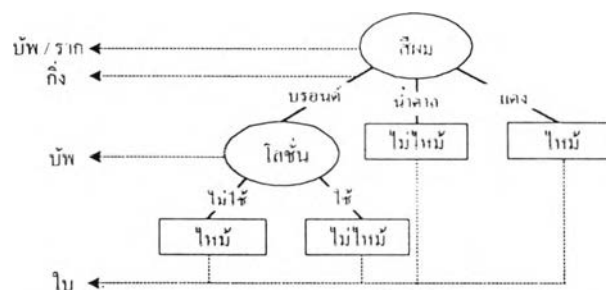 สีผม
บัพ / ราก
กิ่ง
บรอนด์
น้ำตาล
แดง
บัพ
โลชั่น
ไม่ไหม้
ไหม้
ไม่ใช้
ใช้
ไหม้
ไม่ไหม้
ใบ